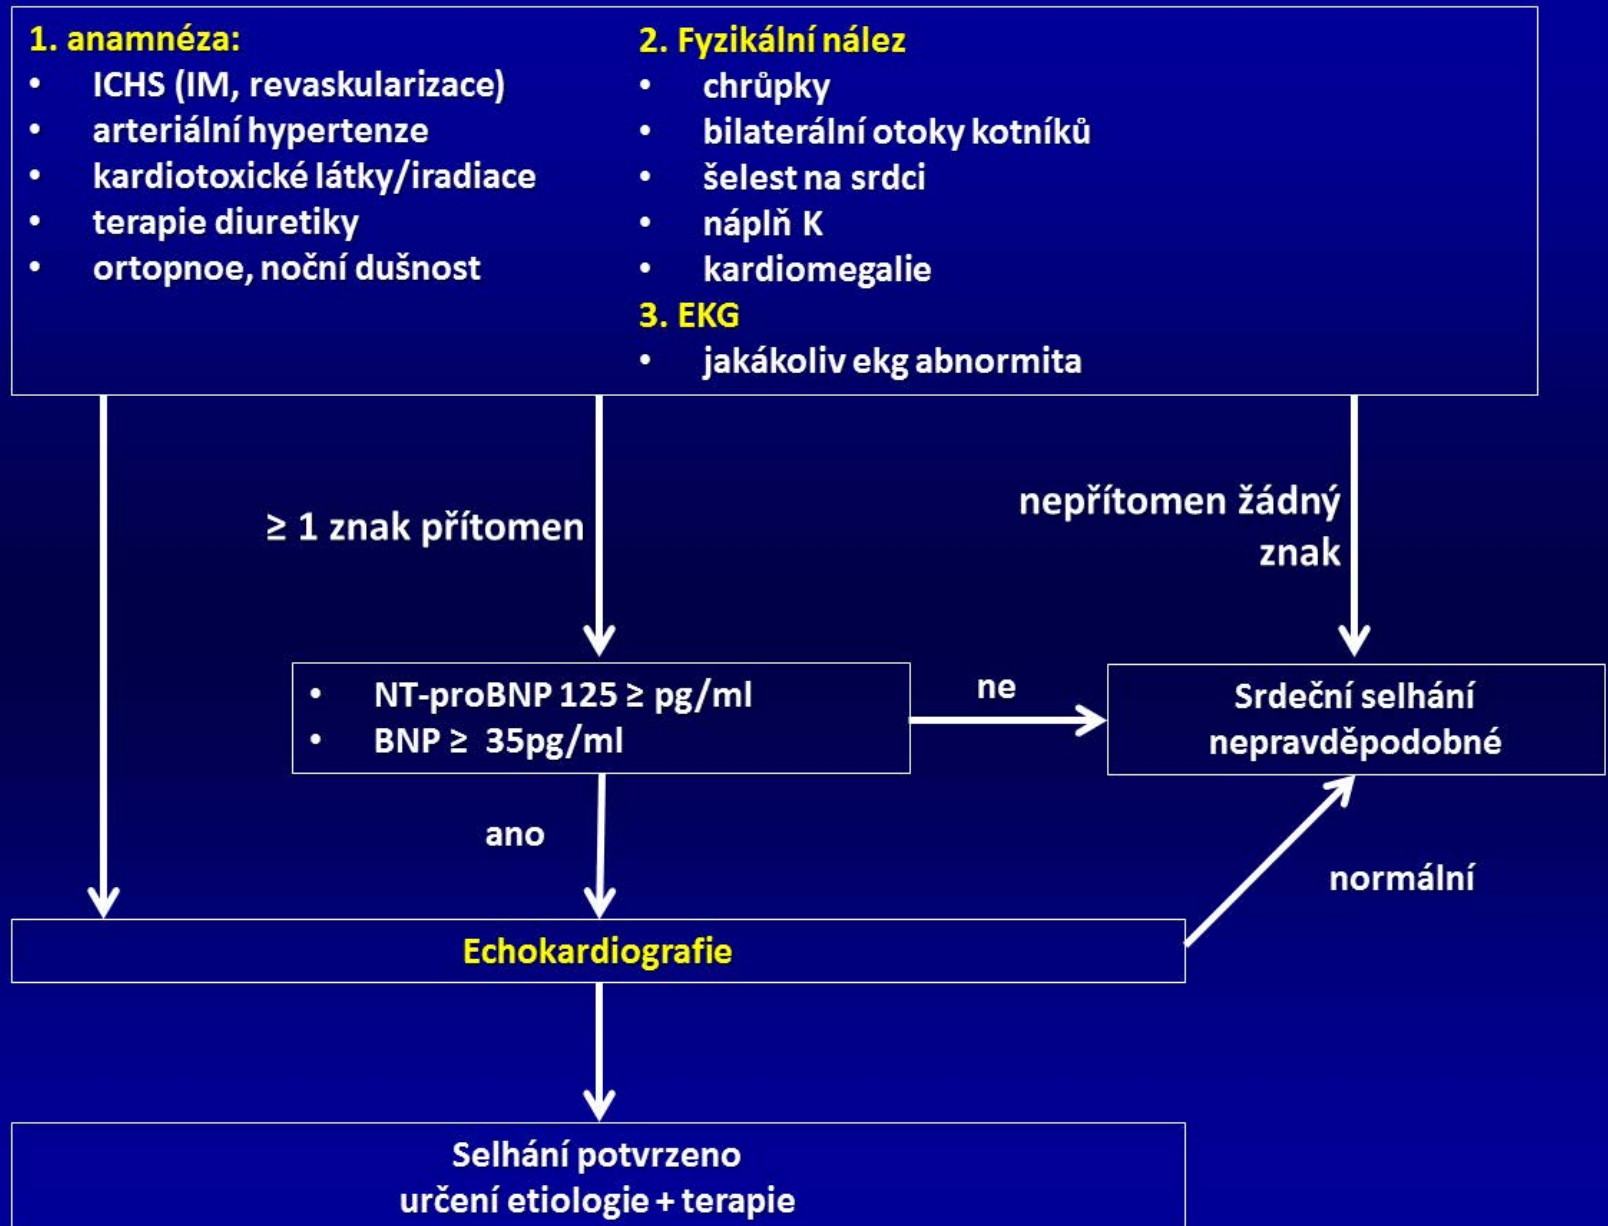 1. anamnéza:
• ICHS (IM, revaskularizace)
• arteriální hypertenze
• kardiotoxické látky/iradiace
• terapie diuretiky
• ortopnoe, noční dušnost
2. Fyzikální nález
• chrůpky
• bilaterální otoky kotníků
• šelest na srdci
• náplň K
• kardiomegalie
3. EKG
• jakákoliv ekg abnormita
≥ 1 znak přítomen
nepřítomen žádný
znak
• NT-proBNP 125 ≥ pg/ml
• BNP ≥ 35pg/ml
ne
Srdeční selhání
nepravděpodobné
ano
normální
Echokardiografie
Selhání potvrzeno
určení etiologie + terapie